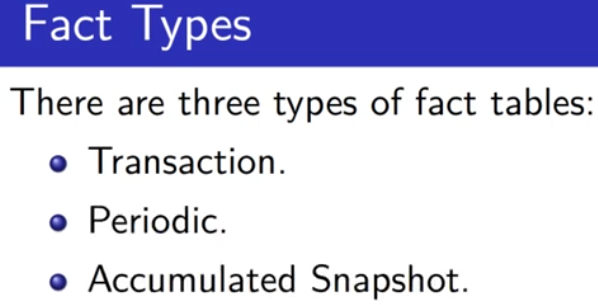 Fact Types
There are three types of fact tables:
Transaction.
Periodic.
Accumulated Snapshot.